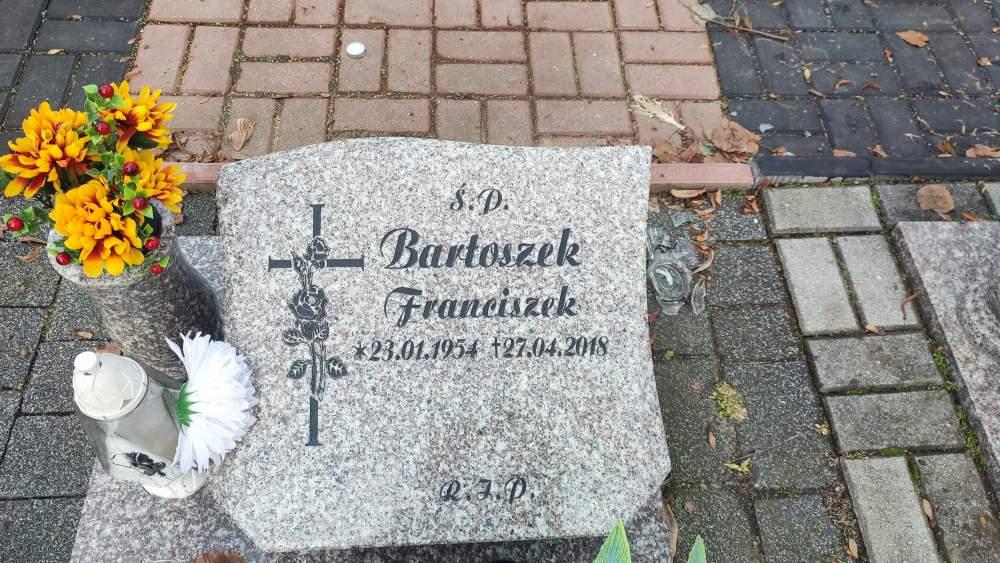 Ś.P.
Bartoszek
Franciszek
*23.01.1954 †27.04.2018
R.I.P.